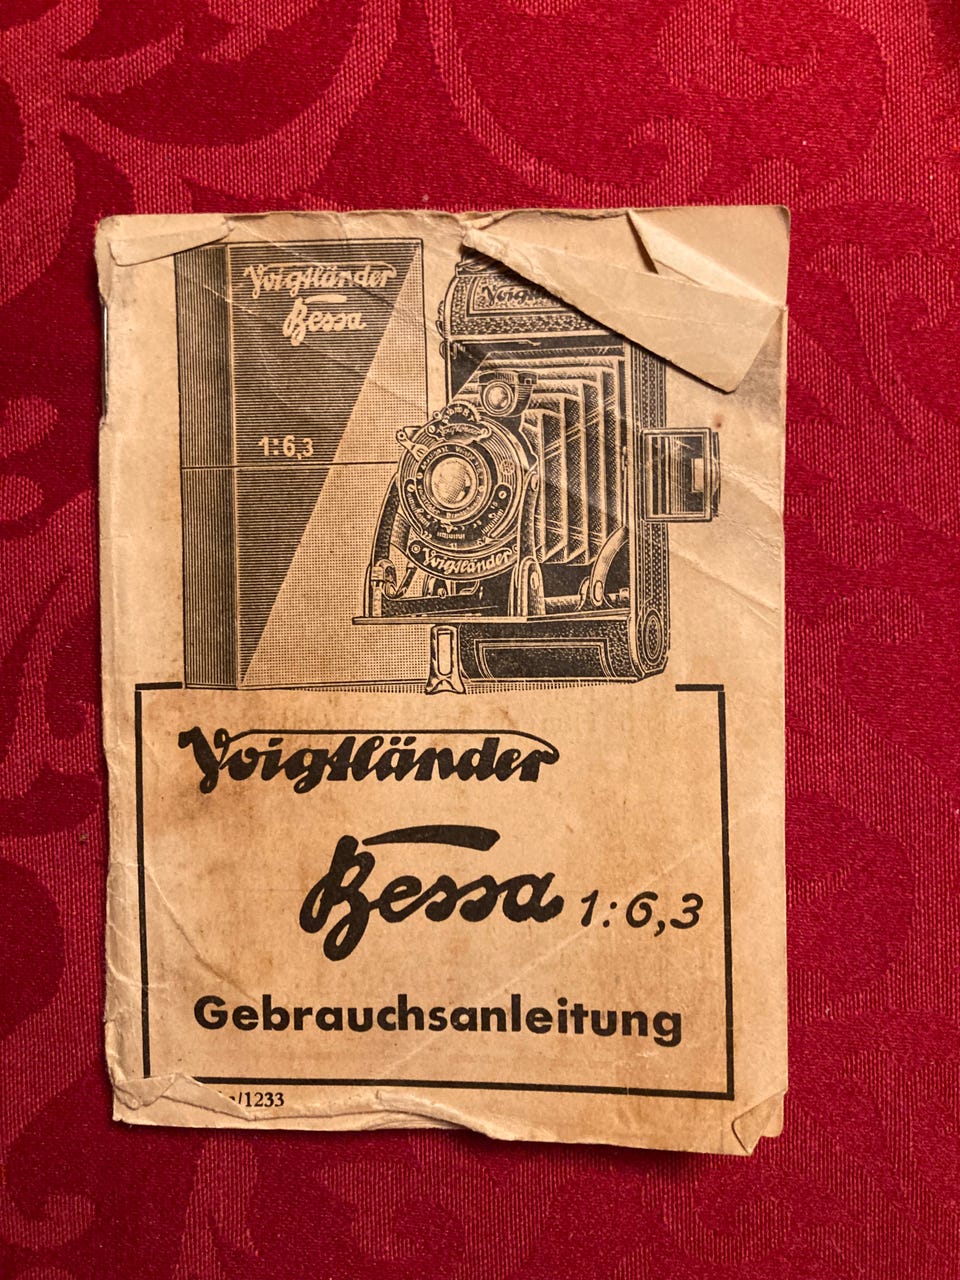 Voigtländer
Bessa
1:6,3
Voigtländer
Voigtländer
Bessa 1:6,3
Gebrauchsanleitung
/1233